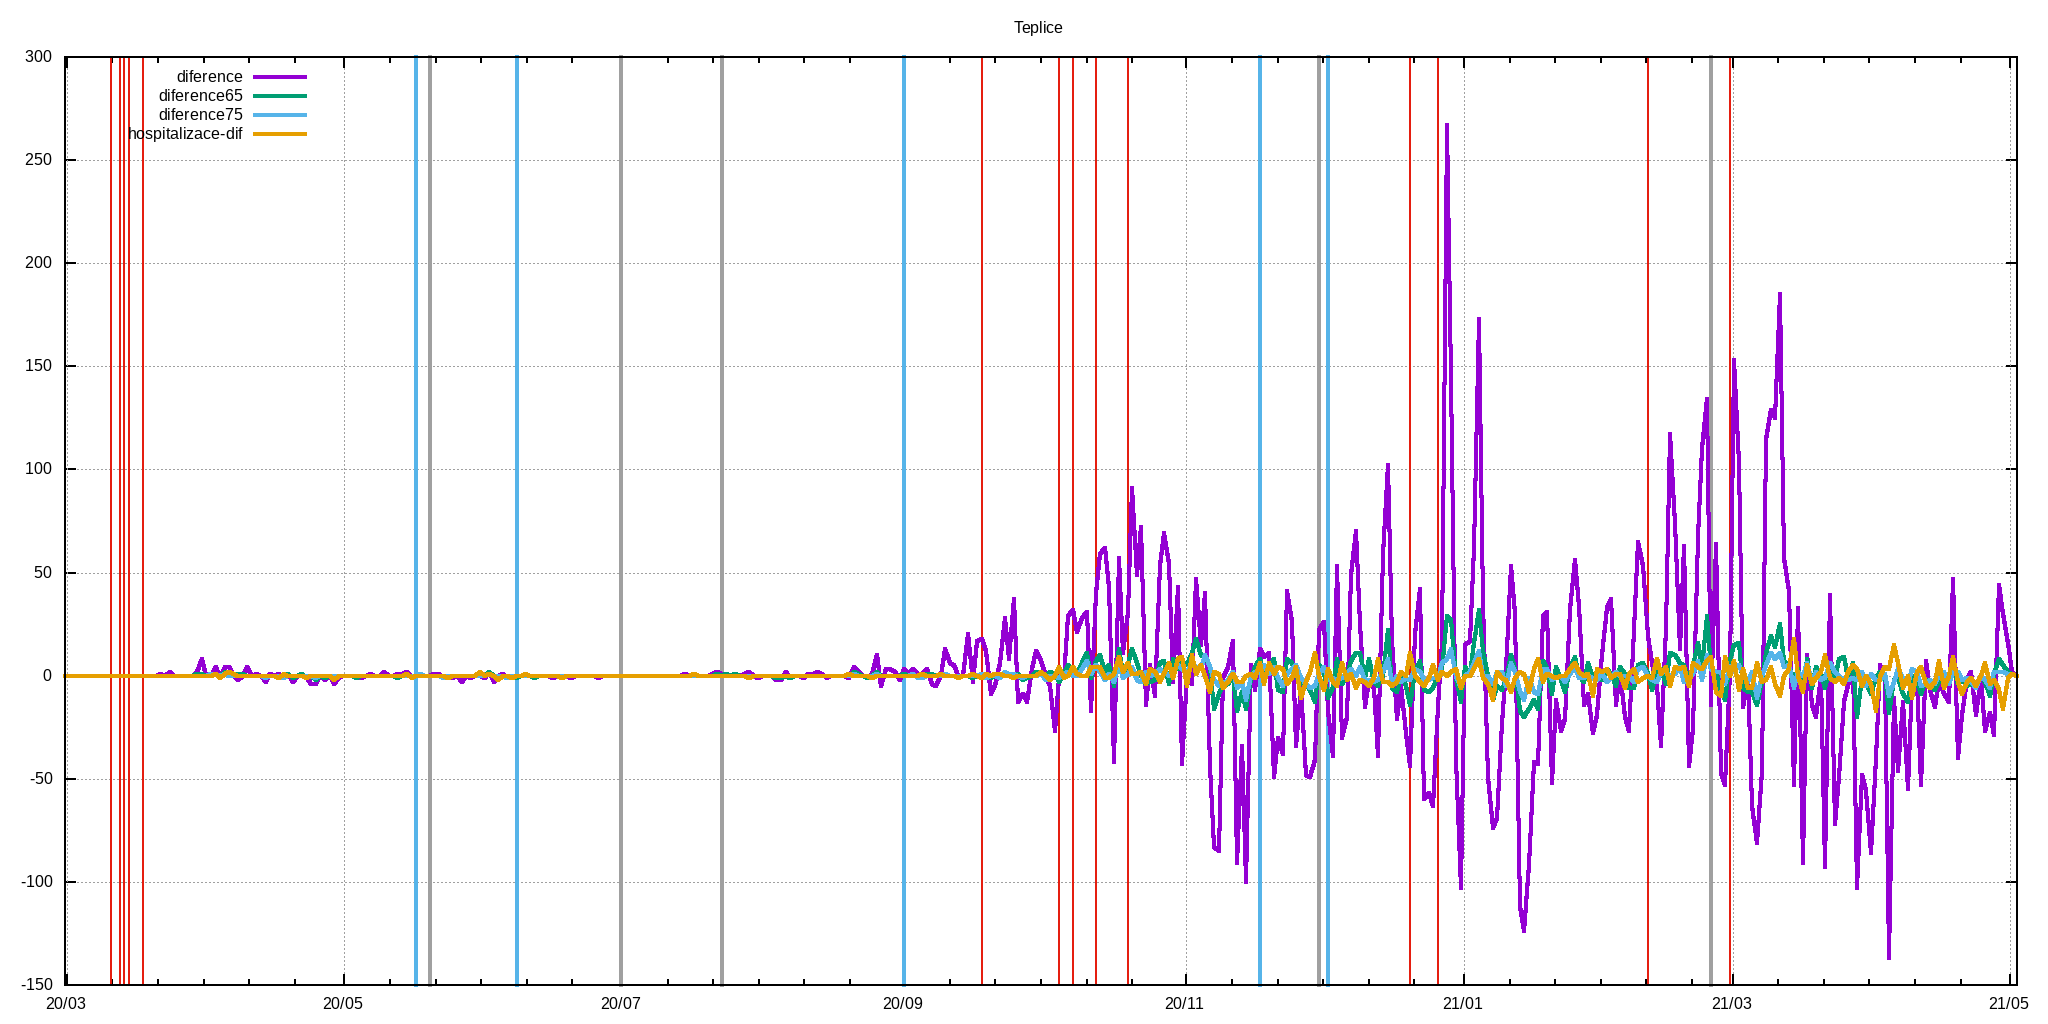 Teplice
300
diference
diference65
diference75
hospitalizace-dif
250
200
150
100
50
0
-50
-100
-150
20/03 20/05 20/07 20/09 20/11 21/01 21/03 21/05